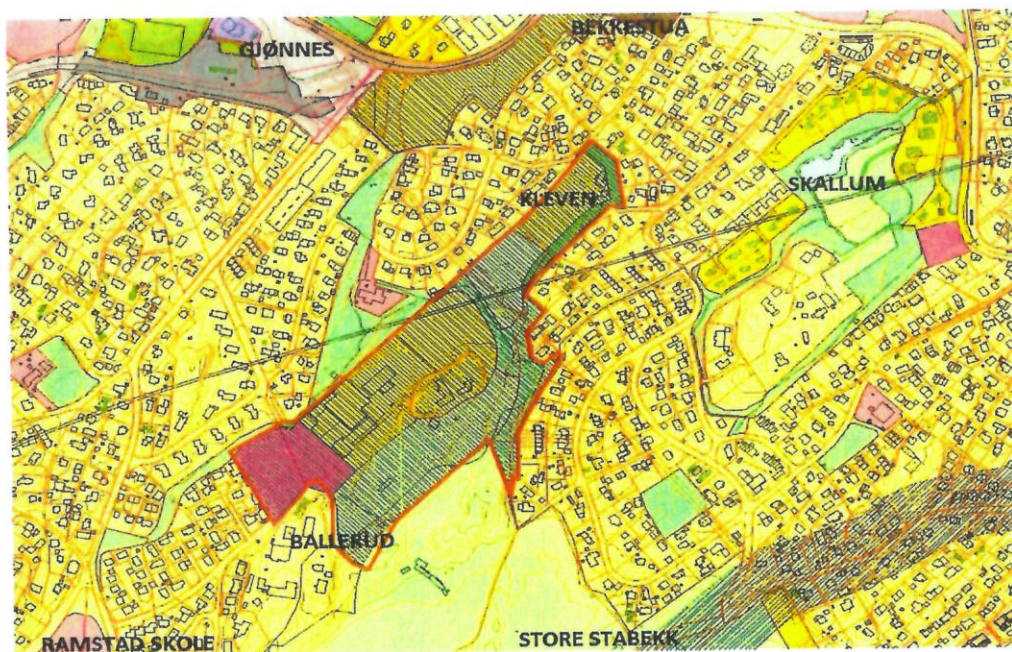 BEKKESTUA
GJØNNES
SKALLUM
KLEVEN
BALLERUD
RAMSTAD SKOLE
STORE STABEKK